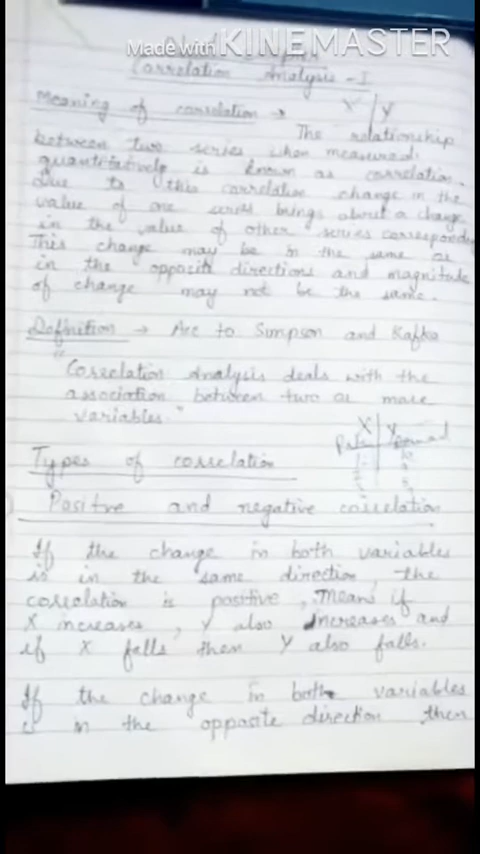 Made with KINEMASTER
Correlation Analysis - I
Meaning of correlation → X Y
The relationship
between two series when measured
quantitatively is known as correlation.
Due to this correlation change in the
value of one series brings about a change
in the value of other series
This change may be in the same or
in the opposite directions and magnitude
of change may not be the same.
Definition → Acc to Simpson and Kafka
"Correlation Analysis deals with the
association between two or more
variables."
X Y
Types of correlation
Positive and negative correlation
If the change in both variables
is in the same direction, the
correlation is positive, means if
X increases, Y also increases and
if X falls then Y also falls.
If the change in both variables
is in the opposite direction then